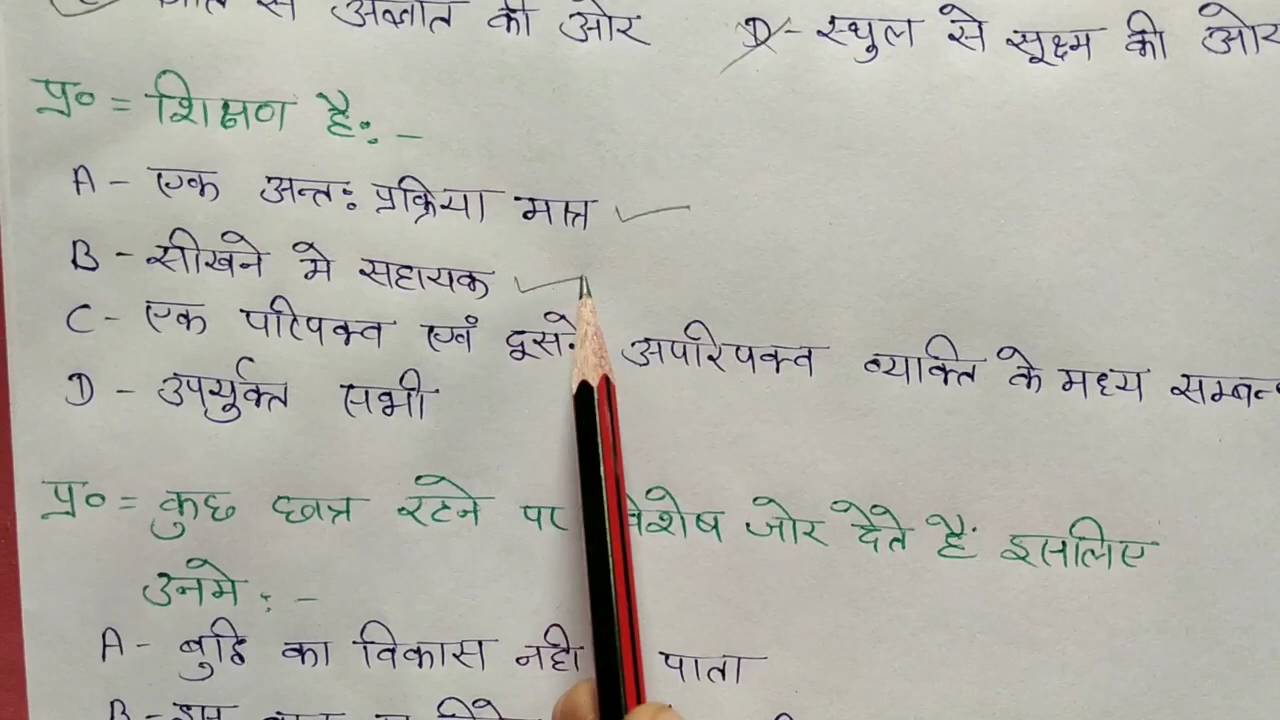 से अज्ञात की ओर D- स्थुल से सूक्ष्म की ओर
प्र० = शिक्षण है:-
A- एक अन्त: प्रक्रिया मात्र
B- सीखने मे सहायक
C- एक परिपक्व एवं दूसरे अपरिपक्व व्यक्ति के मध्य सम्बन्ध
D- उपर्युक्त सभी
प्र० = कुछ छात्र रटने पर विशेष जोर देते हैं इसलिए
उनमे :-
A- बुद्धि का विकास नही पाता
B-